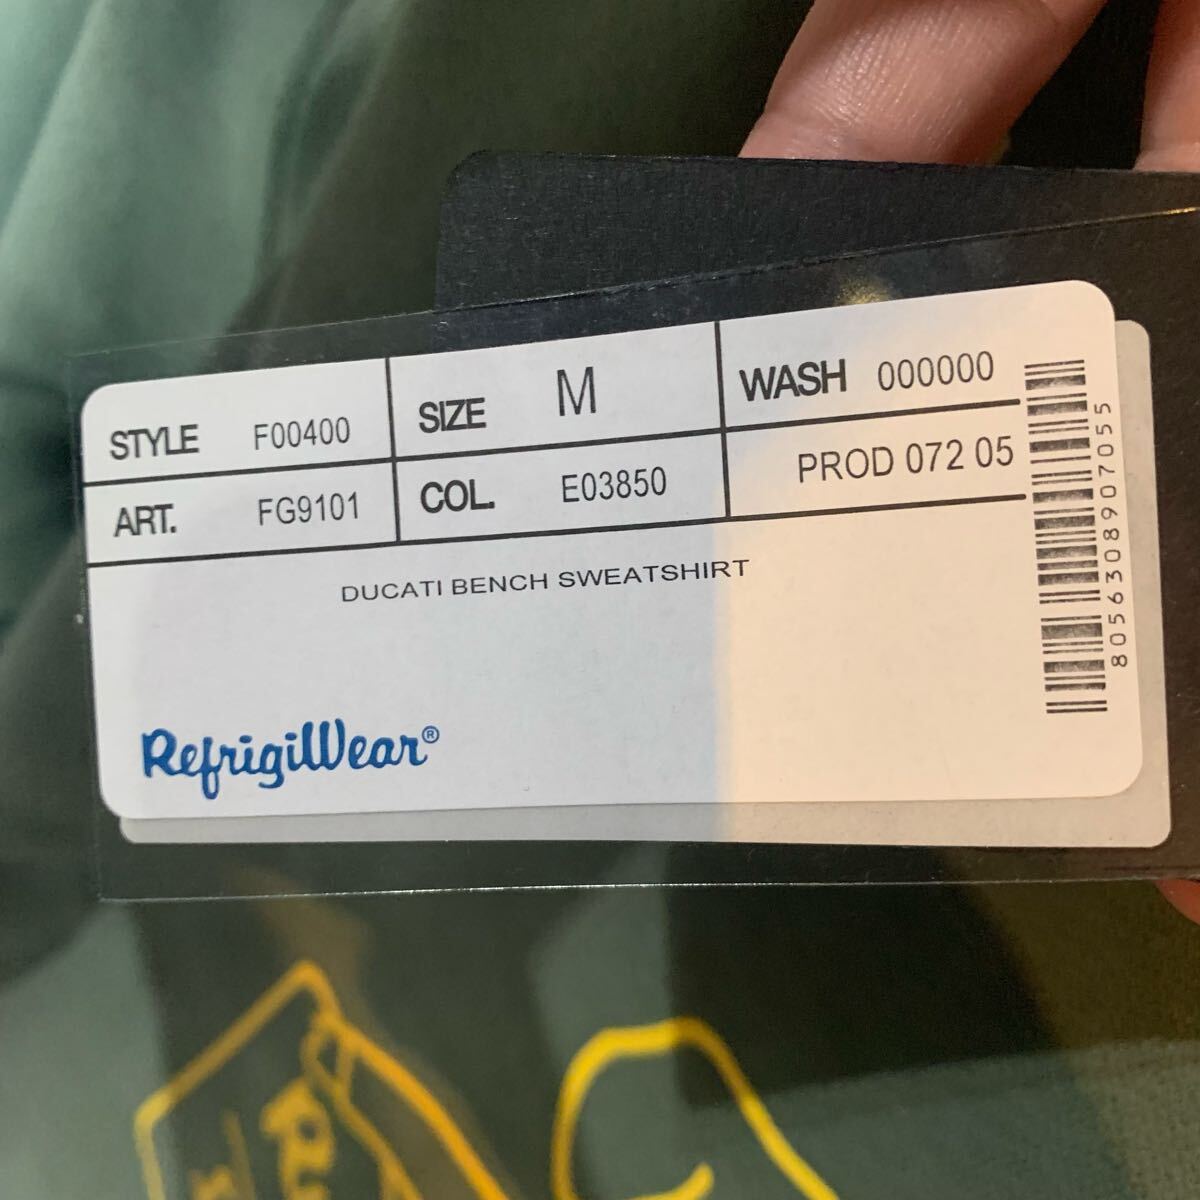 STYLE F00400 SIZE M WASH 000000
ART. FG9101 COL. E03850 PROD 072 05
DUCATI BENCH SWEATSHIRT
RefrigiWear®
8056308907055